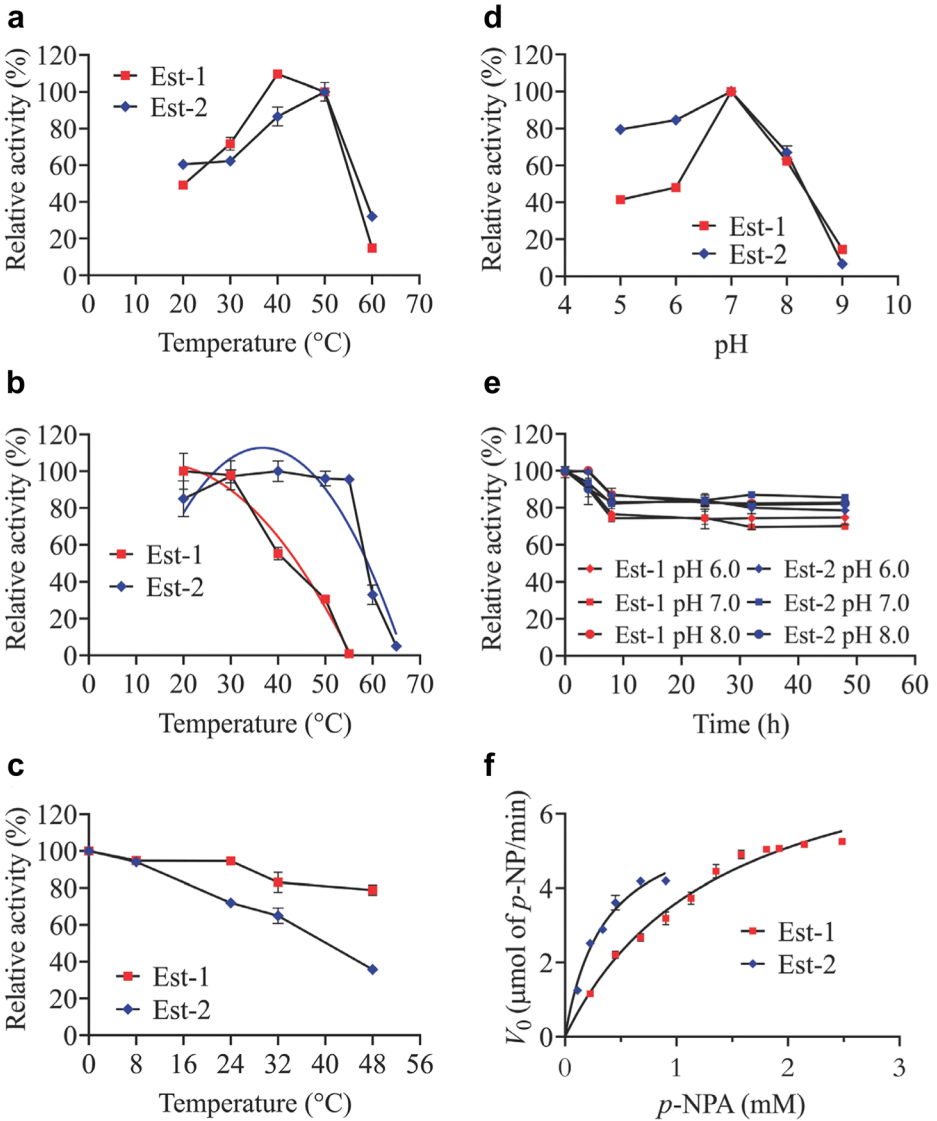 a
120
100
80
60
40
20
0
Relative activity (%)
Est-1
Est-2
0 10 20 30 40 50 60 70
Temperature (°C)
d
120
100
80
60
40
20
0
Relative activity (%)
Est-1
Est-2
4 5 6 7 8 9 10
pH
b
120
100
80
60
40
20
0
Relative activity (%)
Est-1
Est-2
0 10 20 30 40 50 60 70
Temperature (°C)
e
120
100
80
60
40
20
0
Relative activity (%)
Est-1 pH 6.0 Est-2 pH 6.0
Est-1 pH 7.0 Est-2 pH 7.0
Est-1 pH 8.0 Est-2 pH 8.0
0 10 20 30 40 50 60
Time (h)
c
120
100
80
60
40
20
0
Relative activity (%)
Est-1
Est-2
0 8 16 24 32 40 48 56
Temperature (°C)
f
6
4
2
0
V0 (μmol of p-NP/min)
Est-1
Est-2
0 1 2 3
p-NPA (mM)